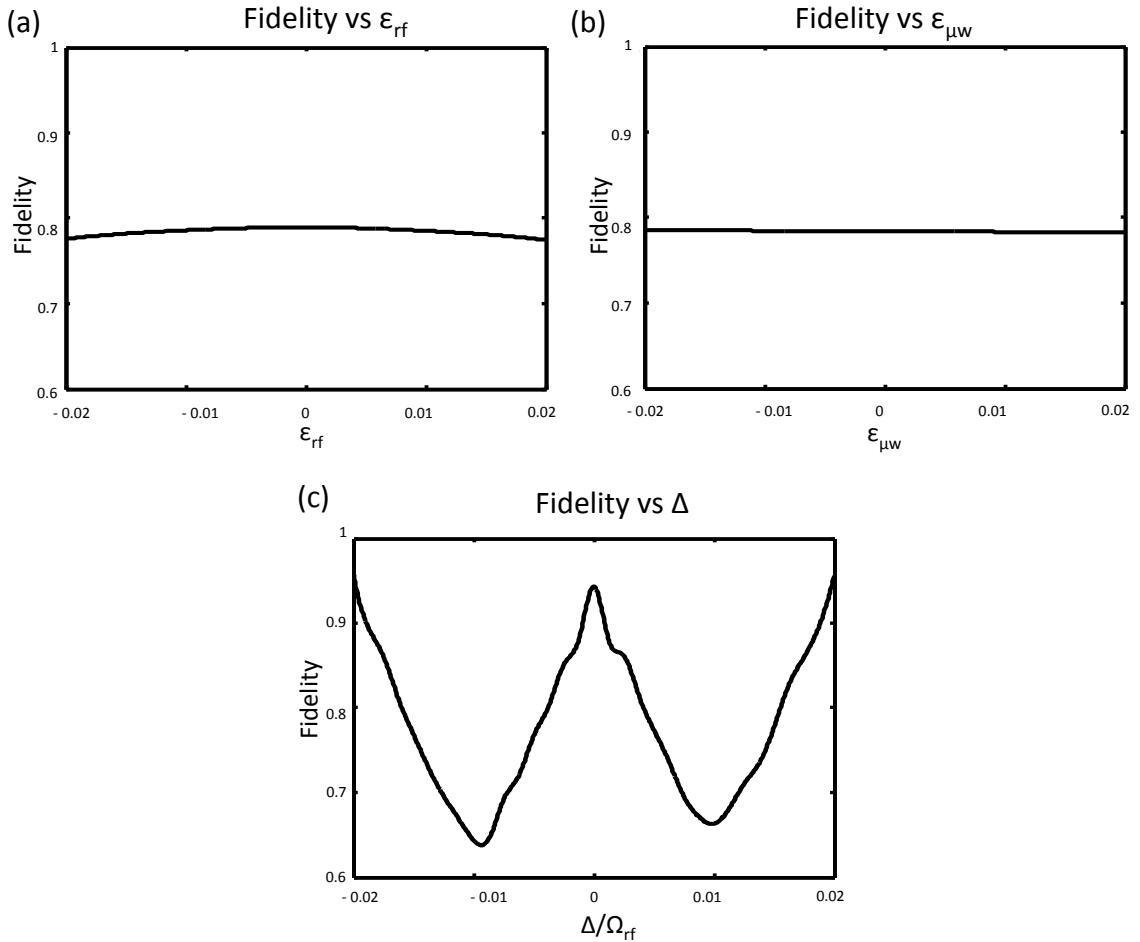 (a) Fidelity vs ε_rf
1
0.9
0.8
0.7
0.6
Fidelity
- 0.02 - 0.01 0 0.01 0.02
ε_rf
(b) Fidelity vs ε_μw
1
0.9
0.8
0.7
0.6
Fidelity
- 0.02 - 0.01 0 0.01 0.02
ε_μw
(c) Fidelity vs Δ
1
0.9
0.8
0.7
0.6
Fidelity
- 0.02 - 0.01 0 0.01 0.02
Δ/Ω_rf